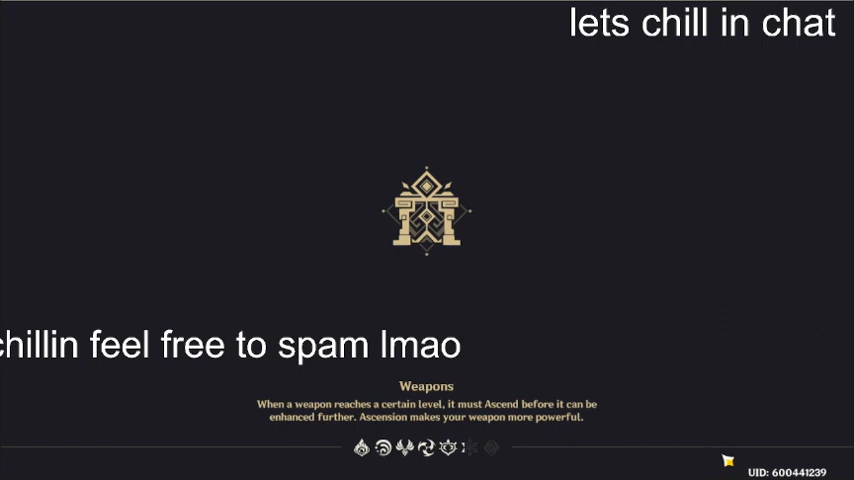 lets chill in chat
chillin feel free to spam lmao
Weapons
When a weapon reaches a certain level, it must Ascend before it can be
enhanced further. Ascension makes your weapon more powerful.
UID: 600441239